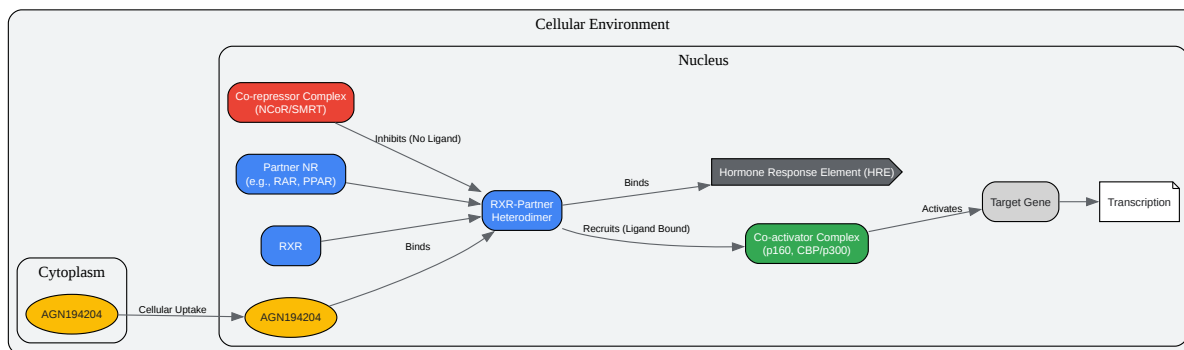 Cellular Environment
Nucleus
Co-repressor Complex
(NCoR/SMRT)
Inhibits (No Ligand)
Partner NR
(e.g., RAR, PPAR)
Hormone Response Element (HRE)
Binds
RXR-Partner
Heterodimer
Target Gene
Transcription
Activates
Recruits (Ligand Bound)
Co-activator Complex
(p160, CBP/p300)
RXR
Binds
Cytoplasm
AGN194204
Cellular Uptake
AGN194204